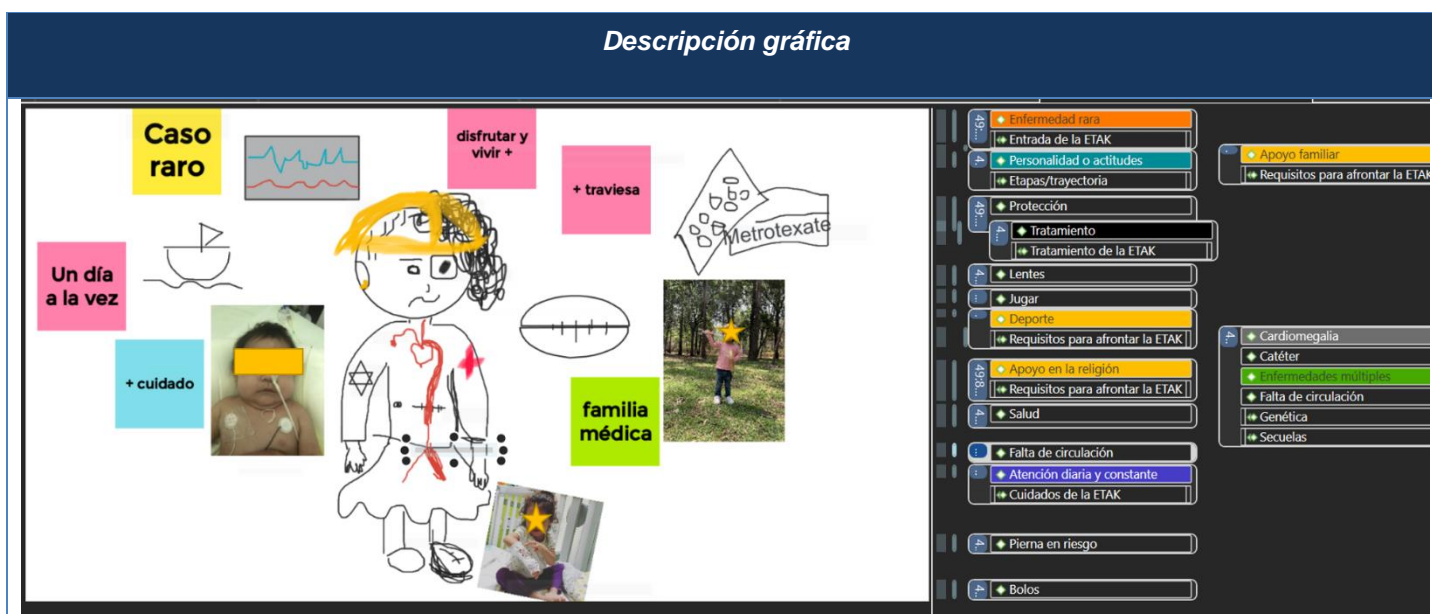 Descripción gráfica
Caso
raro
disfrutar y
vivir +
+ traviesa
Metrotexate
Un día
a la vez
+ cuidado
familia
médica
Enfermedad rara
Entrada de la ETAK
Personalidad o actitudes
Etapas/trayectoria
Protección
Tratamiento
Tratamiento de la ETAK
Lentes
Jugar
Deporte
Requisitos para afrontar la ETAK
Apoyo en la religión
Requisitos para afrontar la ETAK
Salud
Falta de circulación
Atención diaria y constante
Cuidados de la ETAK
Pierna en riesgo
Bolos
Apoyo familiar
Requisitos para afrontar la ETAK
Cardiomegalia
Catéter
Enfermedades múltiples
Falta de circulación
Genética
Secuelas